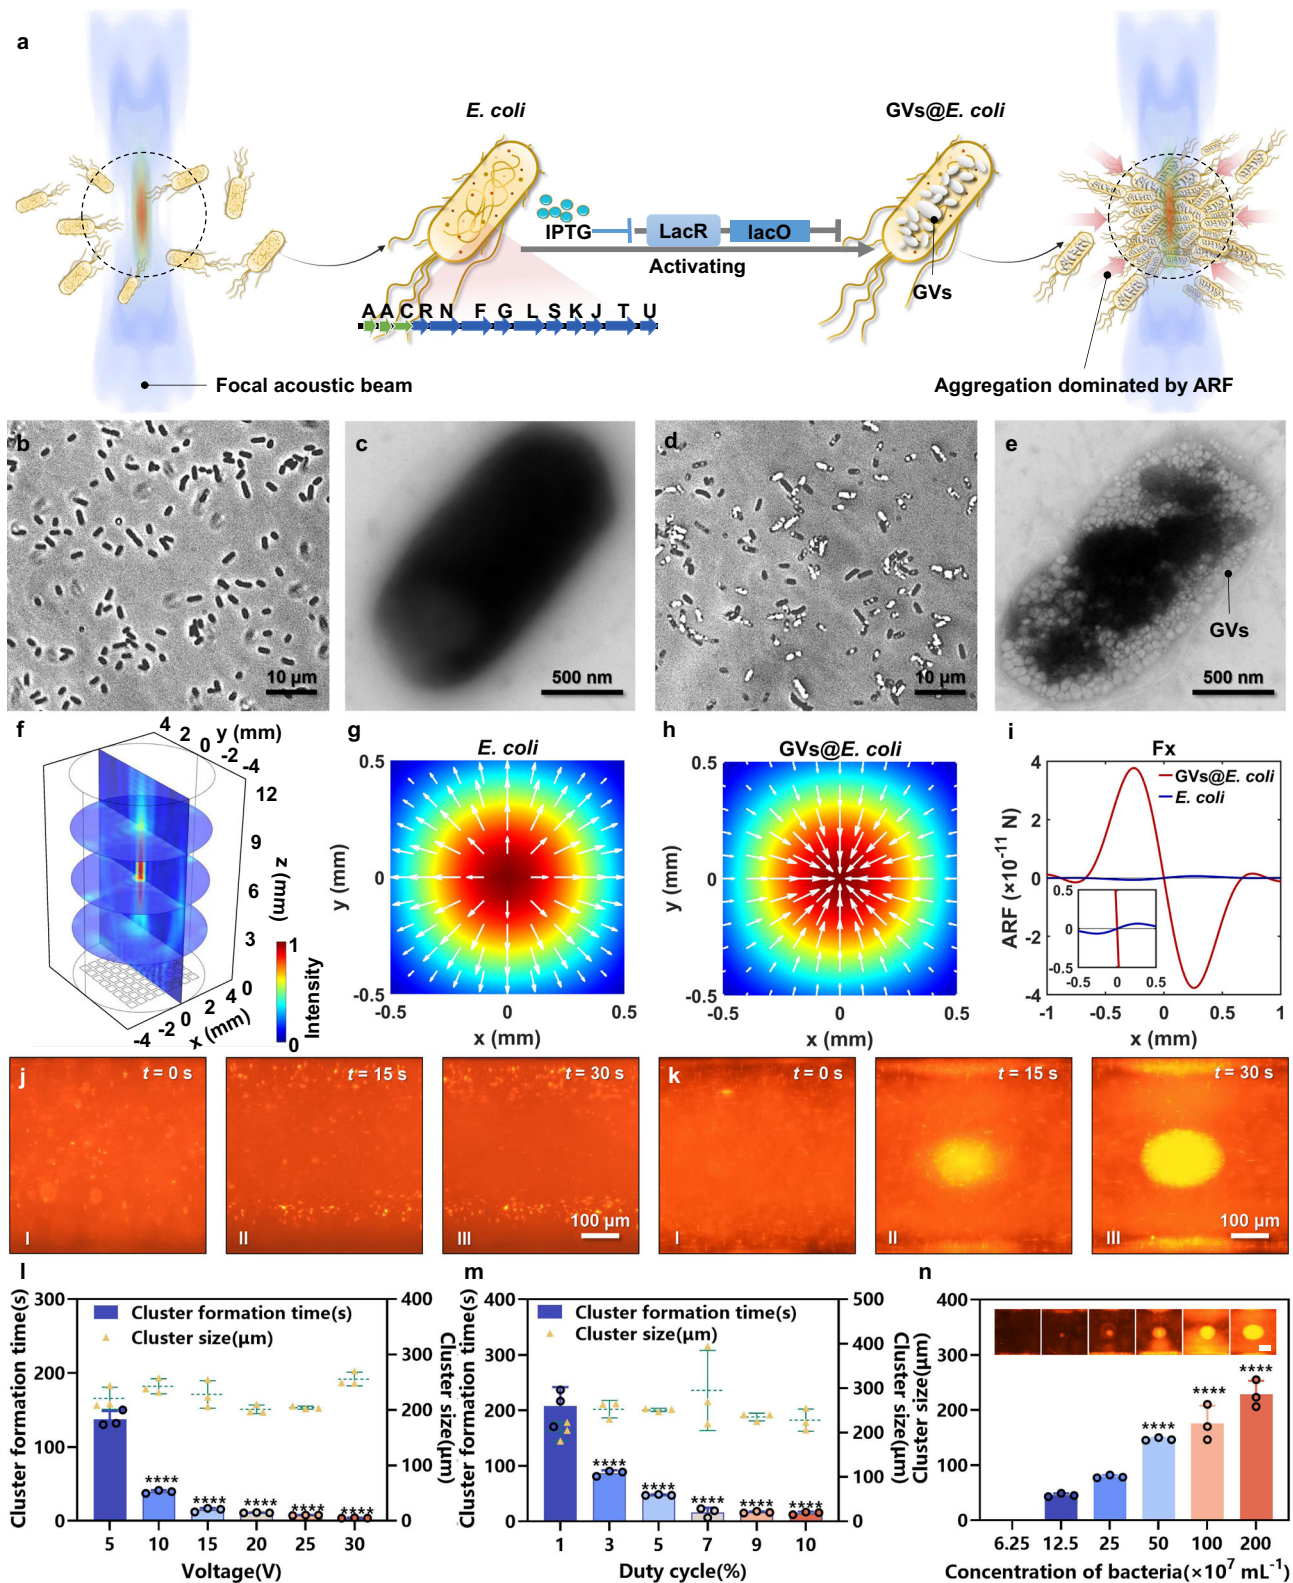 a
E. coli
GVs@E. coli
IPTG
LacR
lacO
Activating
GVs
A A C R N F G L S K J T U
Focal acoustic beam
Aggregation dominated by ARF
b
10 µm
c
500 nm
d
10 µm
e
GVs
500 nm
f
4
2
0
-2
-4
y (mm)
12
9
6
3
0
z (mm)
-4
-2
0
2
4
x (mm)
1
0
Intensity
g
E. coli
0.5
0
-0.5
y (mm)
-0.5
0
0.5
x (mm)
h
GVs@E. coli
0.5
0
-0.5
y (mm)
-0.5
0
0.5
x (mm)
i
Fx
GVs@E. coli
E. coli
4
2
0
-2
-4
ARF (×10⁻¹¹ N)
0.5
0
-0.5
-0.5 0 0.5
-1 -0.5 0 0.5 1
x (mm)
j
t = 0 s
I
t = 15 s
II
t = 30 s
III
100 µm
k
t = 0 s
I
t = 15 s
II
t = 30 s
III
100 µm
l
Cluster formation time(s)
Cluster size(µm)
300
200
100
0
Cluster formation time(s)
400
300
200
100
0
Cluster size(µm)
**** **** **** **** ****
5 10 15 20 25 30
Voltage(V)
m
Cluster formation time(s)
Cluster size(µm)
400
300
200
100
0
Cluster formation time(s)
500
400
300
200
100
0
Cluster size(µm)
**** **** **** **** ****
1 3 5 7 9 10
Duty cycle(%)
n
400
300
200
100
0
Cluster size(µm)
**** **** ****
6.25 12.5 25 50 100 200
Concentration of bacteria(×10⁷ mL⁻¹)